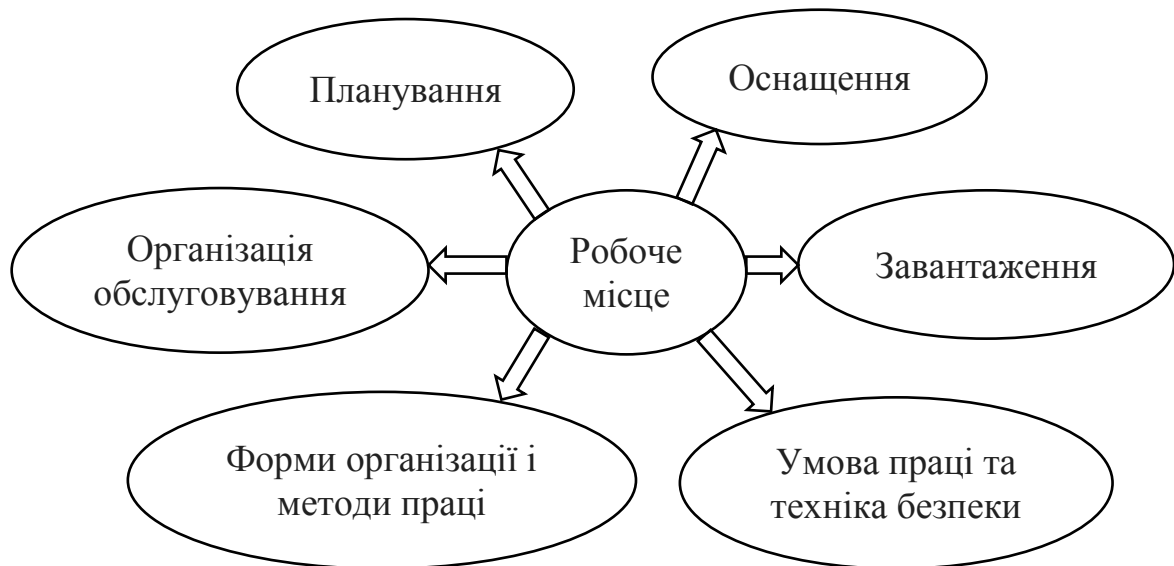 Планування
Оснащення
Організація
обслуговування
Робоче
місце
Завантаження
Форми організації і
методи праці
Умова праці та
техніка безпеки